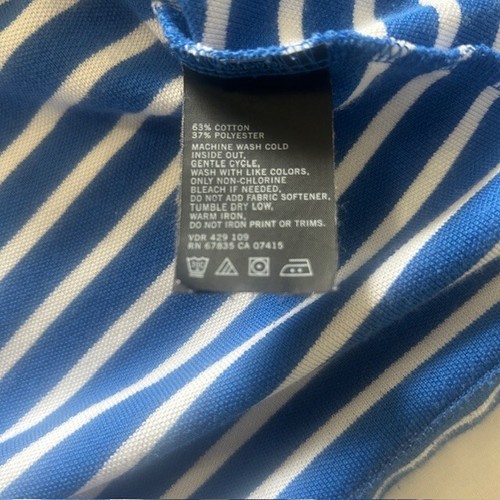 63% COTTON
37% POLYESTER
MACHINE WASH COLD
INSIDE OUT,
GENTLE CYCLE,
WASH WITH LIKE COLORS,
ONLY NON-CHLORINE
BLEACH IF NEEDED,
DO NOT ADD FABRIC SOFTENER.
TUMBLE DRY LOW,
WARM IRON,
DO NOT IRON PRINT OR TRIMS.
VDR 429 109
RN 67835 CA 07415